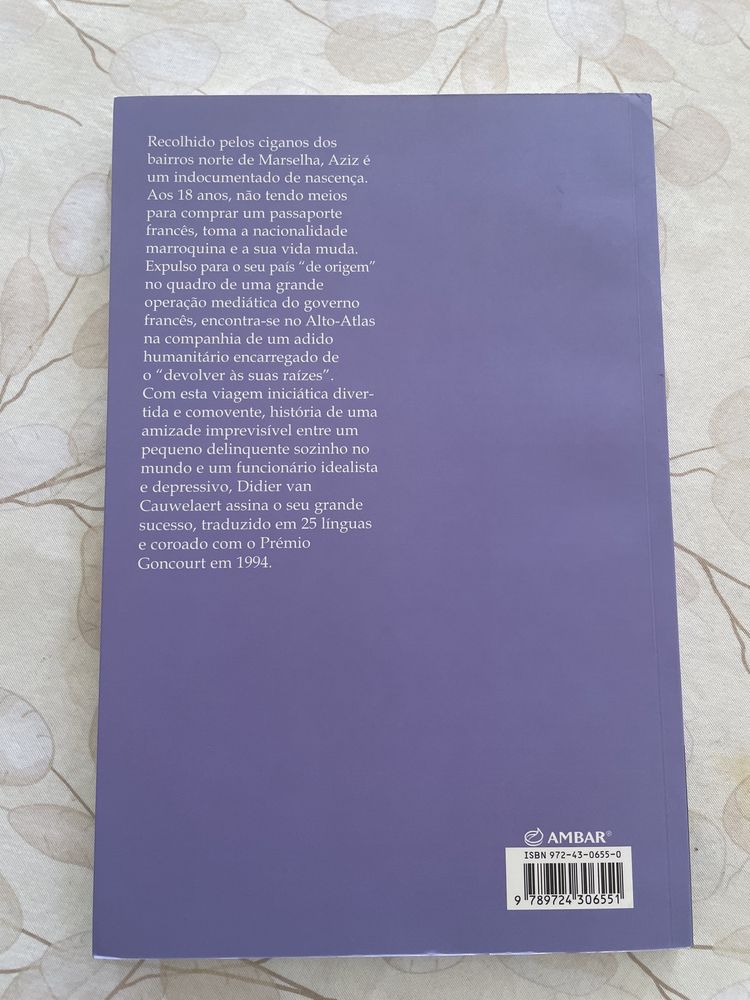 Recolhido pelos ciganos dos
bairros norte de Marselha, Aziz é
um indocumentado de nascença.
Aos 18 anos, não tendo meios
para comprar um passaporte
francês, toma a nacionalidade
marroquina e a sua vida muda.
Expulso para o seu país “de origem”
no quadro de uma grande
operação mediática do governo
francês, encontra-se no Alto-Atlas
na companhia de um adido
humanitário encarregado de
o “devolver às suas raízes”.
Com esta viagem iniciática diver-
tida e comovente, história de uma
amizade imprevisível entre um
pequeno delinquente sozinho no
mundo e um funcionário idealista
e depressivo, Didier van
Cauwelaert assina o seu grande
sucesso, traduzido em 25 línguas
e coroado com o Prémio
Goncourt em 1994.
AMBAR®
ISBN 972-43-0655-0
9 789724 306551